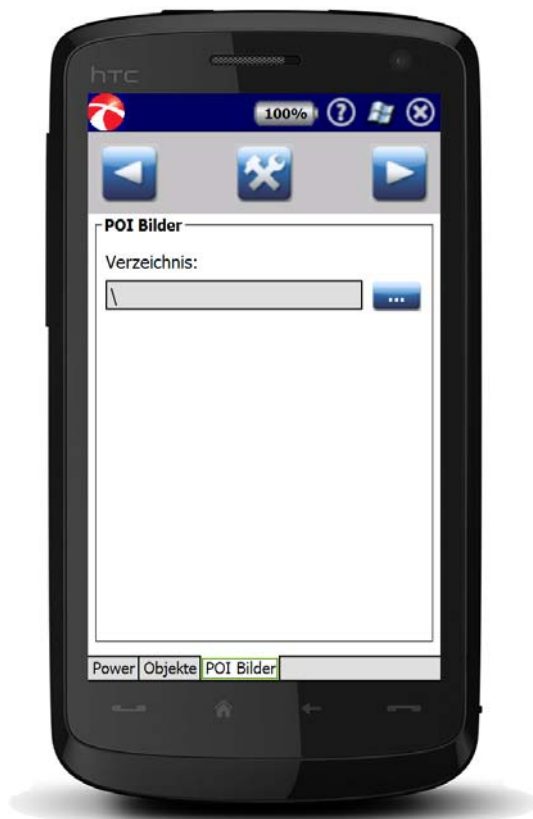 hTC
100% ?
POI Bilder
Verzeichnis:
\
...
Power Objekte POI Bilder